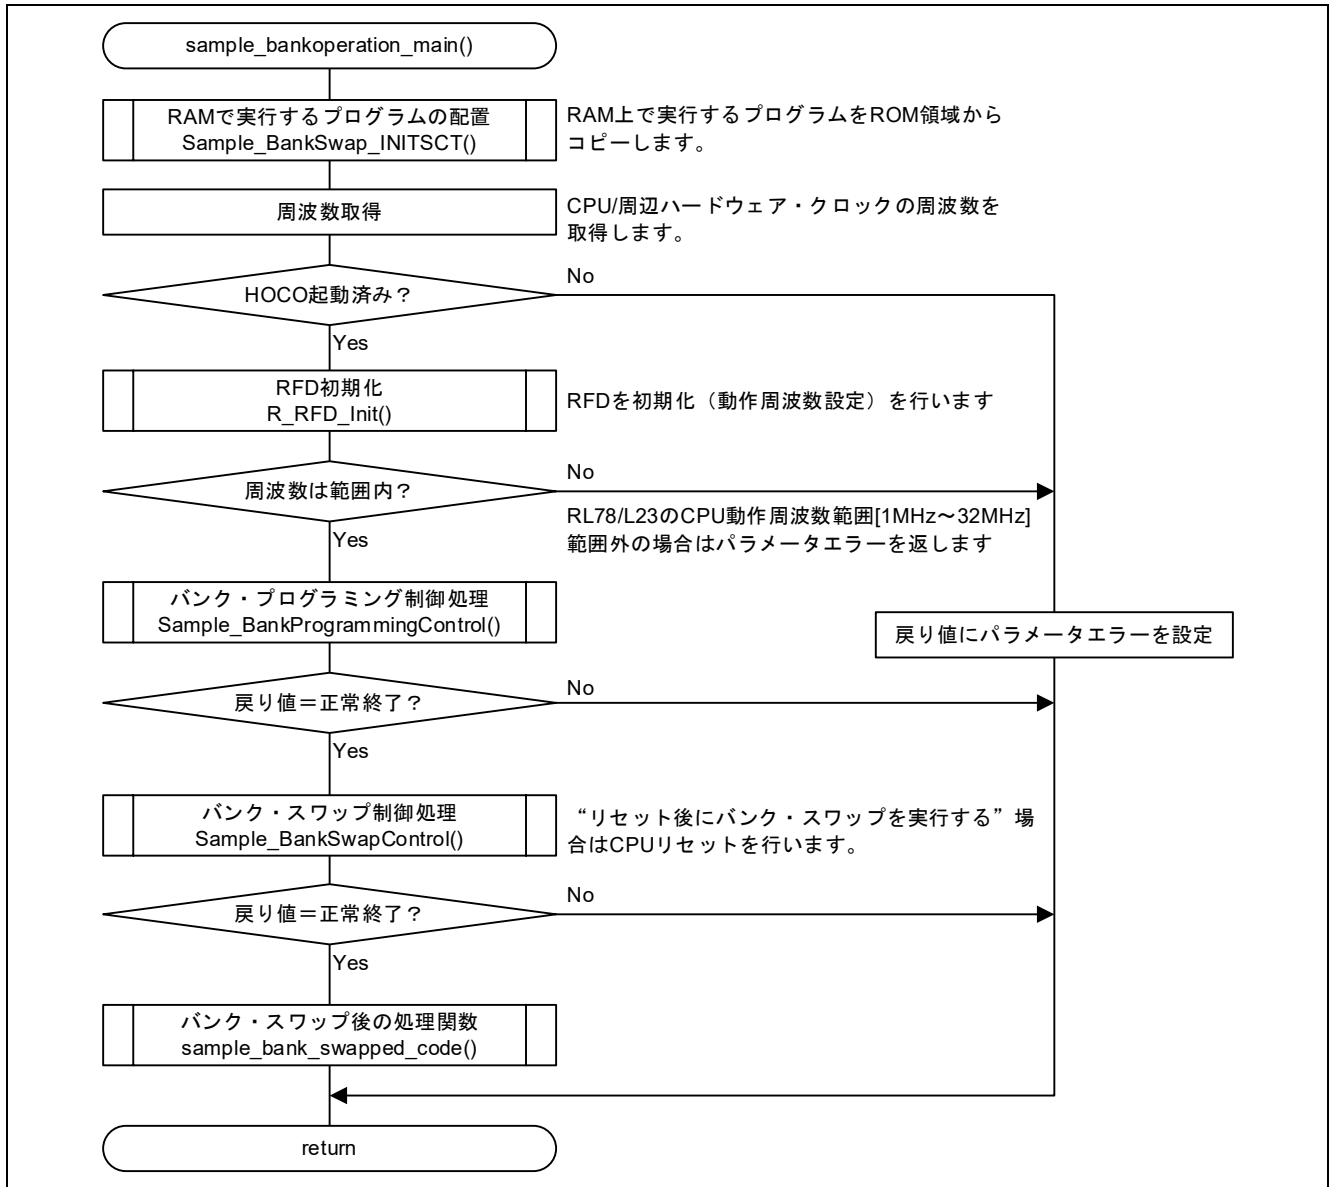 sample_bankoperation_main()
RAMで実行するプログラムの配置
Sample_BankSwap_INITSCT()
RAM上で実行するプログラムをROM領域から
コピーします。
周波数取得
CPU/周辺ハードウェア・クロックの周波数を
取得します。
HOCO起動済み？
No
Yes
RFD初期化
R_RFD_Init()
RFDを初期化（動作周波数設定）を行います
周波数は範囲内？
No
Yes
RL78/L23のCPU動作周波数範囲[1MHz～32MHz]
範囲外の場合はパラメータエラーを返します
バンク・プログラミング制御処理
Sample_BankProgrammingControl()
戻り値にパラメータエラーを設定
戻り値＝正常終了？
No
Yes
バンク・スワップ制御処理
Sample_BankSwapControl()
“リセット後にバンク・スワップを実行する”場
合はCPUリセットを行います。
戻り値＝正常終了？
No
Yes
バンク・スワップ後の処理関数
sample_bank_swapped_code()
return